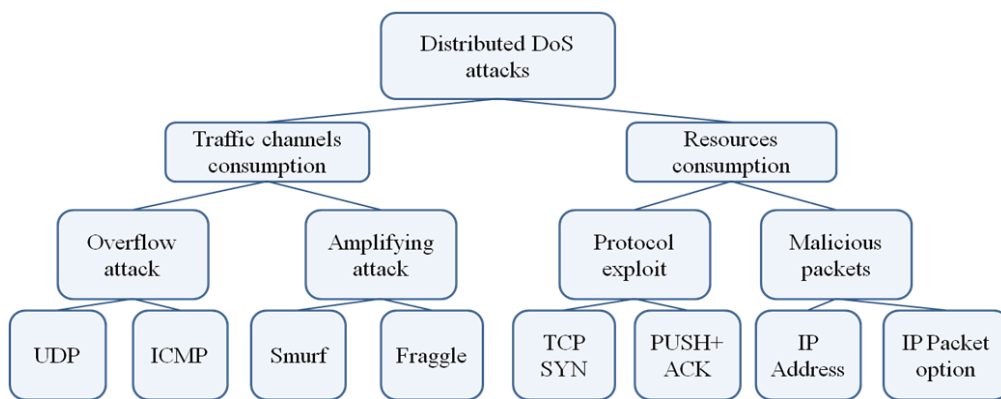 Distributed DoS
attacks
Traffic channels
consumption
Resources
consumption
Overflow
attack
Amplifying
attack
Protocol
exploit
Malicious
packets
UDP
ICMP
Smurf
Fraggle
TCP
SYN
PUSH+
ACK
IP
Address
IP Packet
option